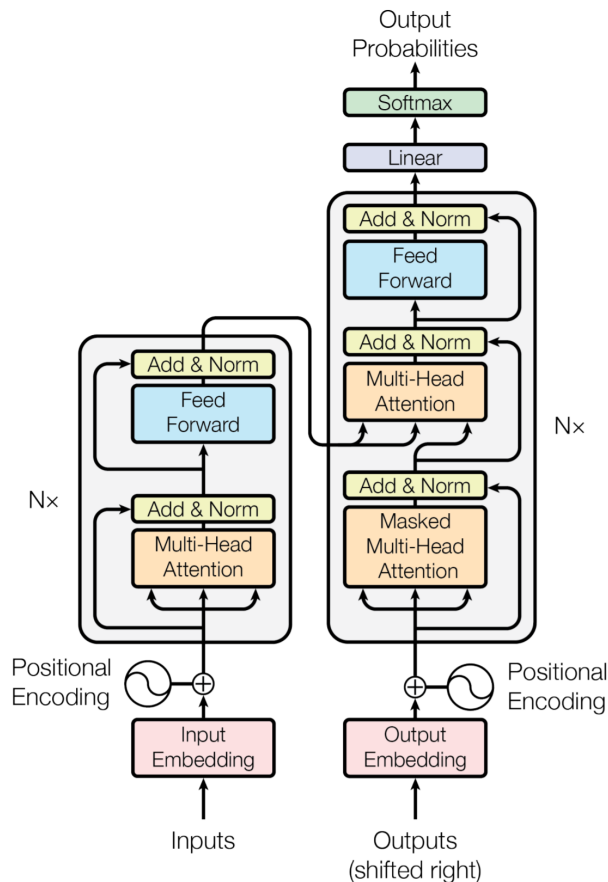 Output
Probabilities
Softmax
Linear
Add & Norm
Feed
Forward
Add & Norm
Multi-Head
Attention
Add & Norm
Masked
Multi-Head
Attention
Nx
Add & Norm
Feed
Forward
Add & Norm
Multi-Head
Attention
Nx
Positional
Encoding
Positional
Encoding
Input
Embedding
Output
Embedding
Inputs
Outputs
(shifted right)